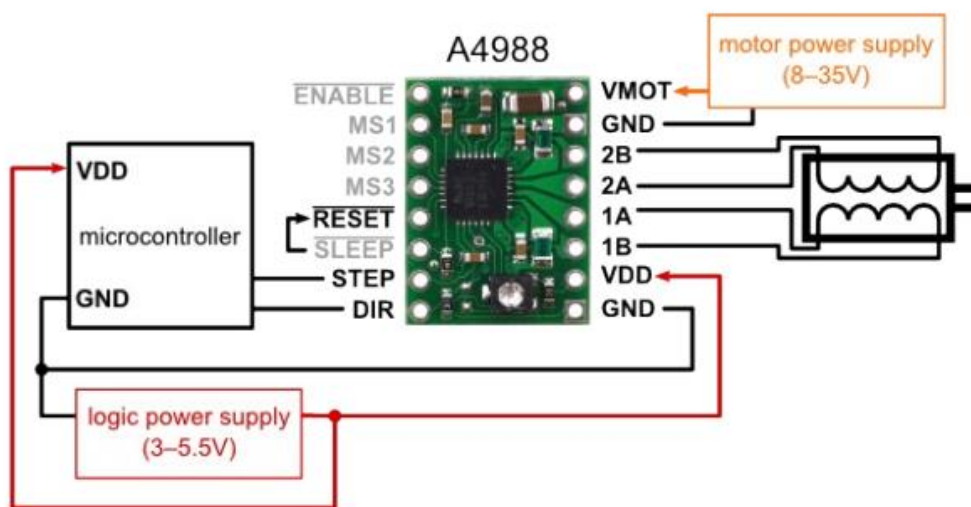 A4988
motor power supply
(8–35V)
ENABLE
VMOT
MS1
GND
MS2
2B
MS3
2A
RESET
1A
SLEEP
1B
STEP
VDD
DIR
GND
VDD
microcontroller
GND
logic power supply
(3–5.5V)